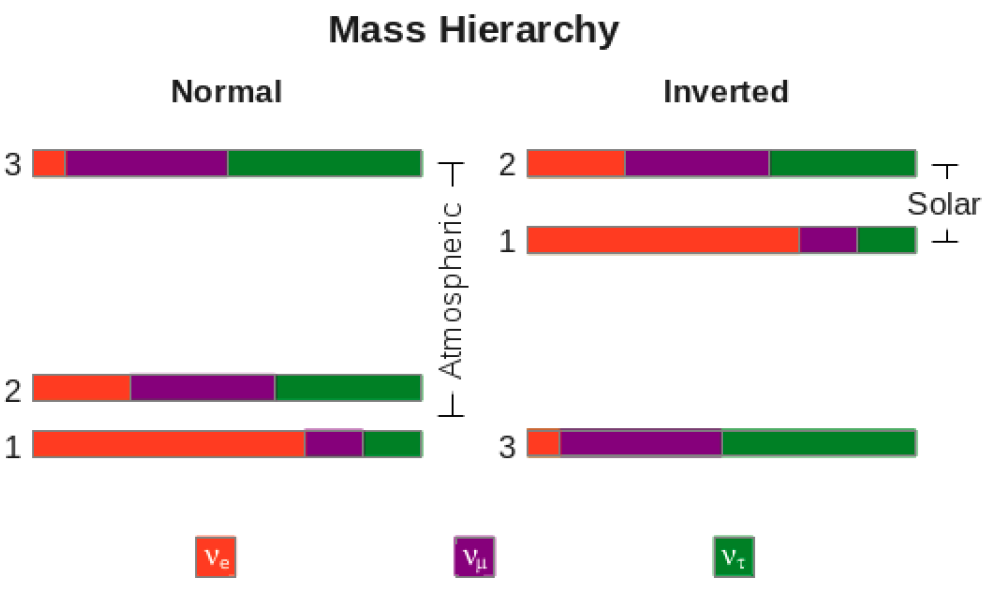 Mass Hierarchy
Normal
Inverted
3
2
1
Atmospheric
2
1
3
Solar
νe
νμ
ντ